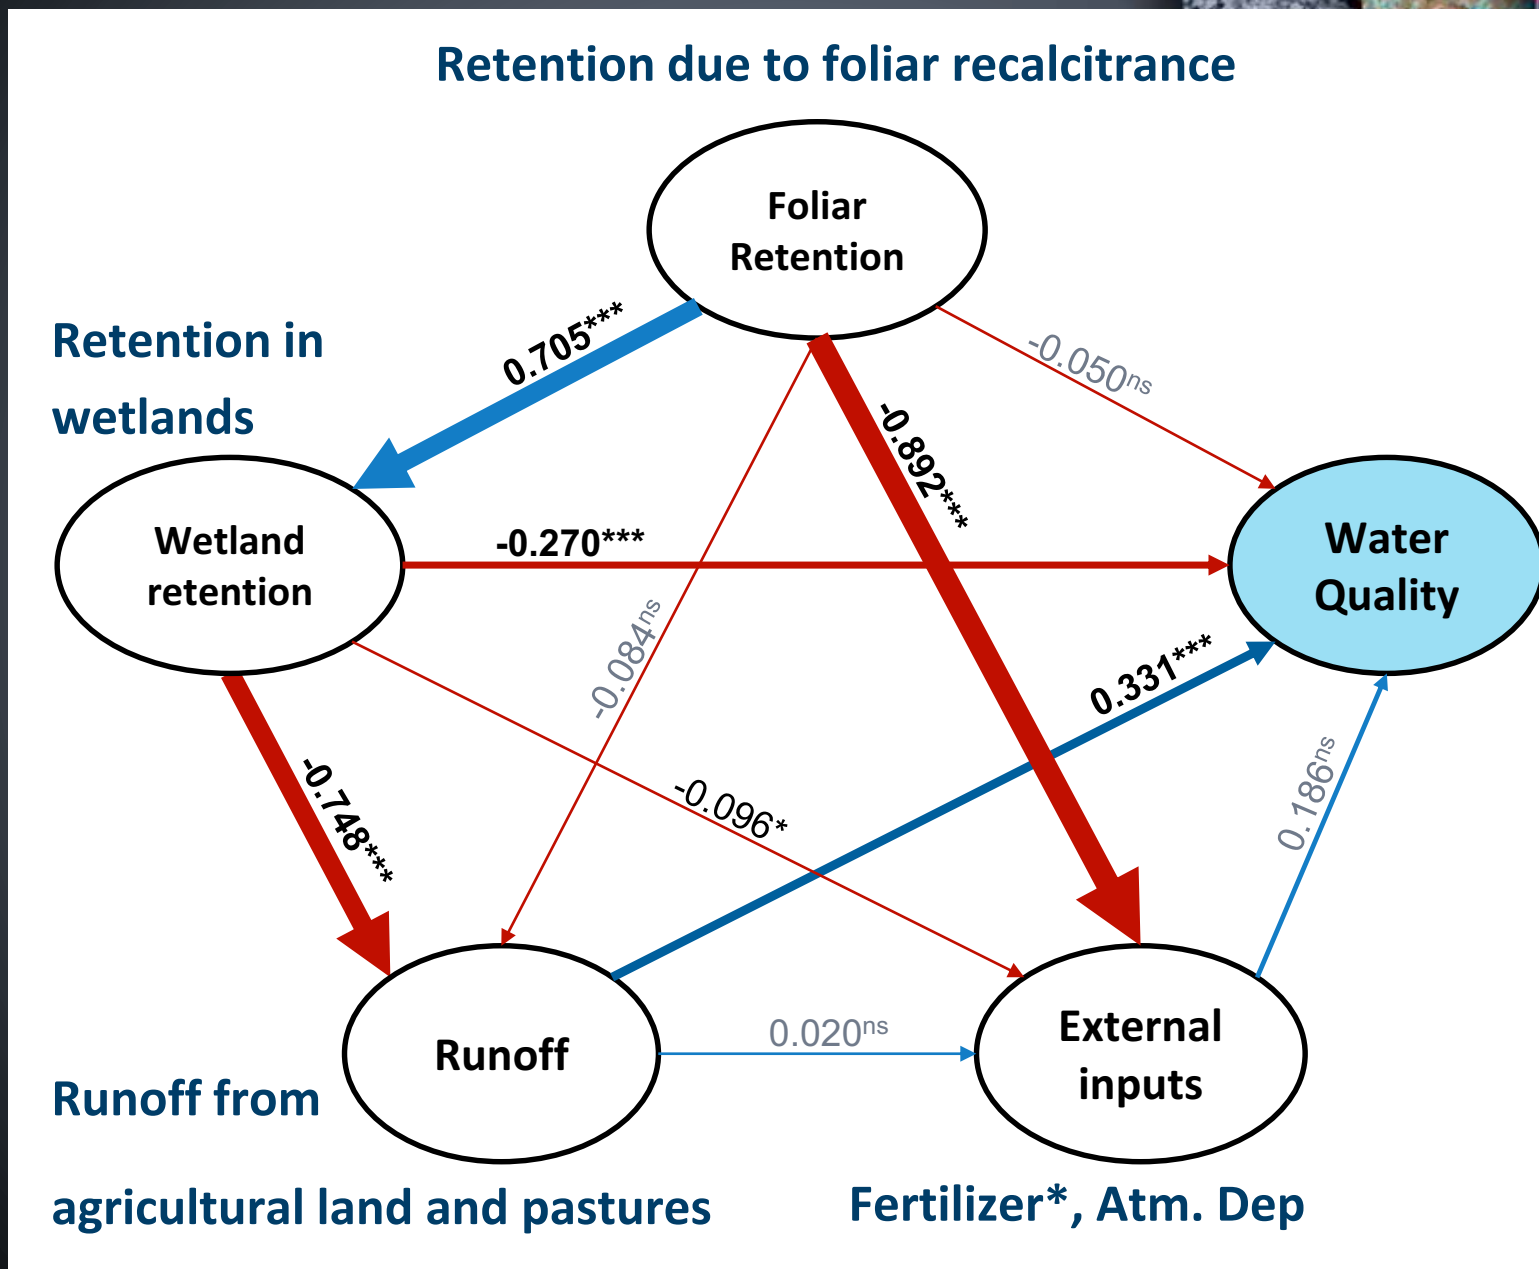 Retention due to foliar recalcitrance
Foliar
Retention
0.705***
-0.050ns
Retention in
wetlands
-0.892***
Wetland
retention
-0.270***
Water
Quality
-0.084ns
0.331***
-0.748***
-0.096*
0.186ns
Runoff
0.020ns
External
inputs
Runoff from
agricultural land and pastures
Fertilizer*, Atm. Dep